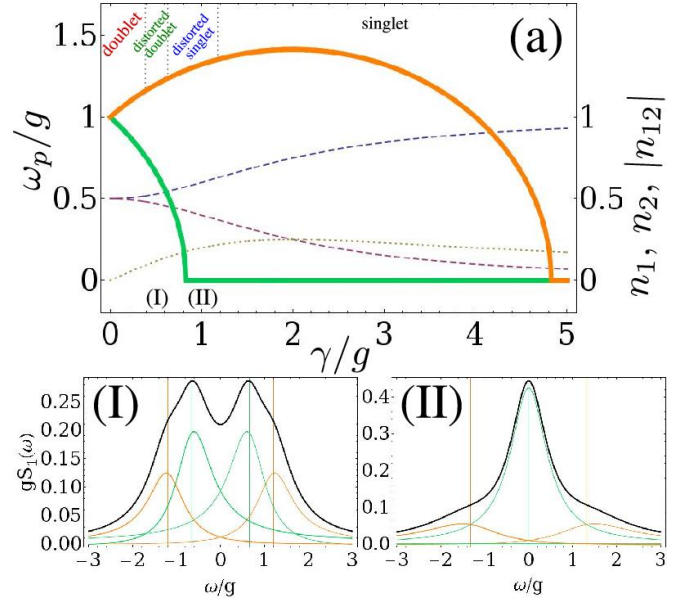 (a)
doublet
distorted
doublet
distorted
singlet
singlet
1.5
1
0.5
0
ω_p/g
1
0.5
0
n_1, n_2, |n_12|
(I) (II)
0 1 2 3 4 5
γ/g
(I)
gS_1(ω)
0.25
0.20
0.15
0.10
0.05
0.00
−3 −2 −1 0 1 2 3
ω/g
(II)
0.4
0.3
0.2
0.1
0.0
−3 −2 −1 0 1 2 3
ω/g